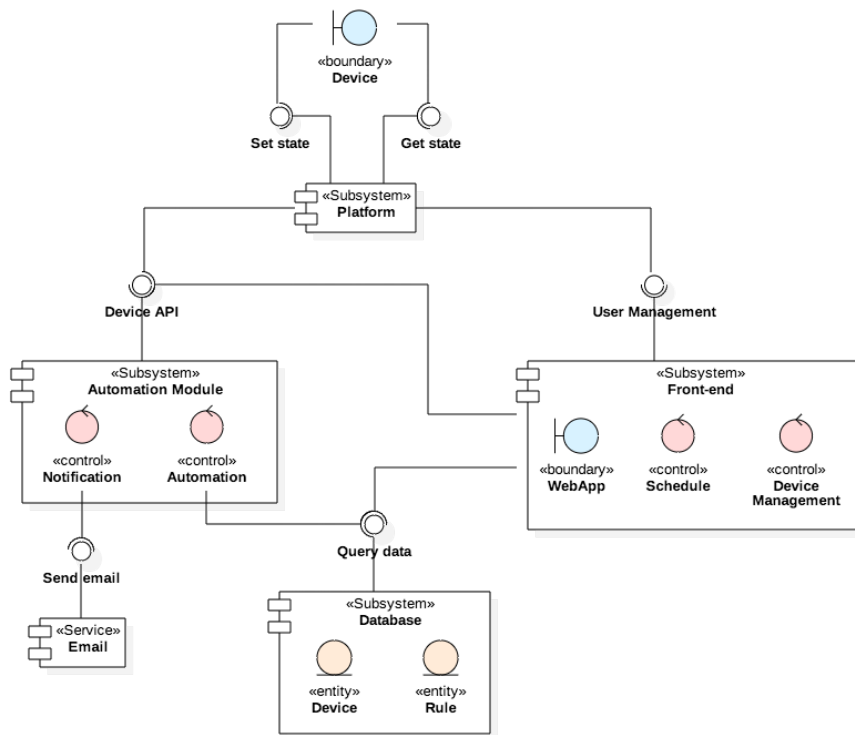 «boundary»
Device
Set state
Get state
«Subsystem»
Platform
Device API
User Management
«Subsystem»
Automation Module
«control»
Notification
«control»
Automation
«Subsystem»
Front-end
«boundary»
WebApp
«control»
Schedule
«control»
Device
Management
Send email
Query data
«Service»
Email
«Subsystem»
Database
«entity»
Device
«entity»
Rule